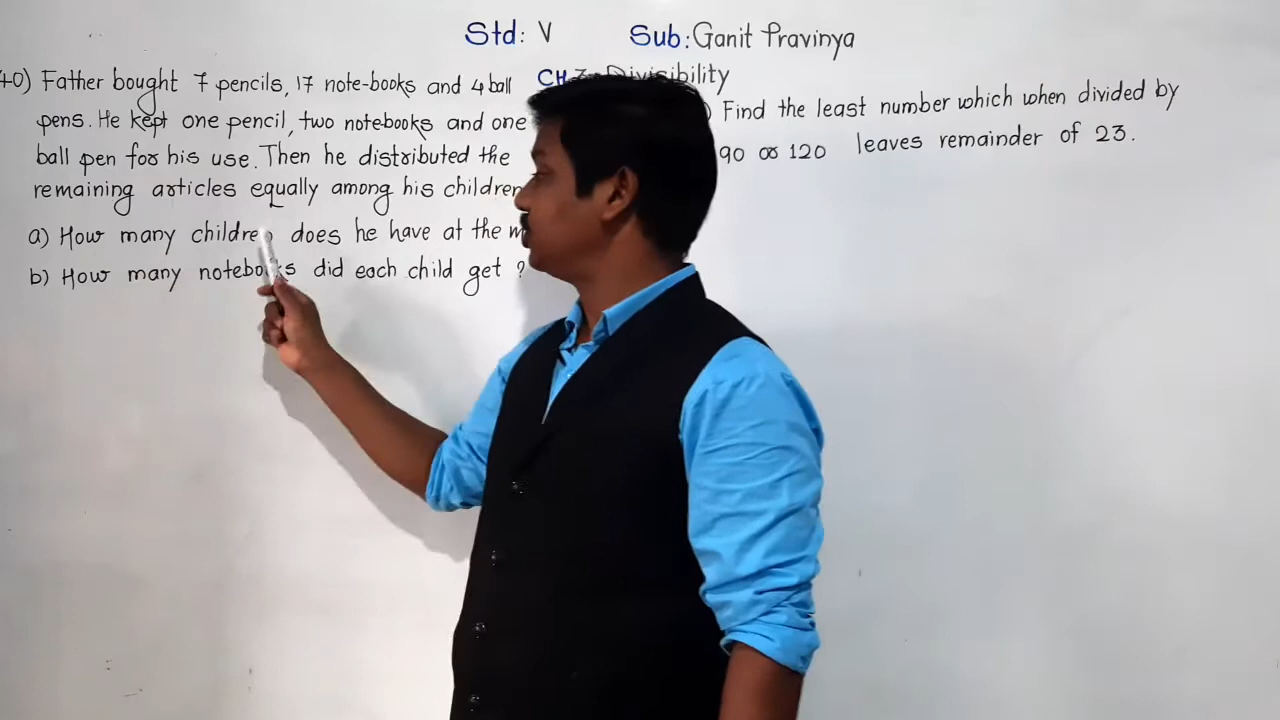 Std: V Sub: Ganit Pravinya
CH Divisibility
40) Father bought 7 pencils, 17 note-books and 4 ball
pens. He kept one pencil, two notebooks and one
ball pen for his use. Then he distributed the
remaining articles equally among his children
a) How many children does he have at the
b) How many notebooks did each child get ?
) Find the least number which when divided by
90 or 120 leaves remainder of 23.